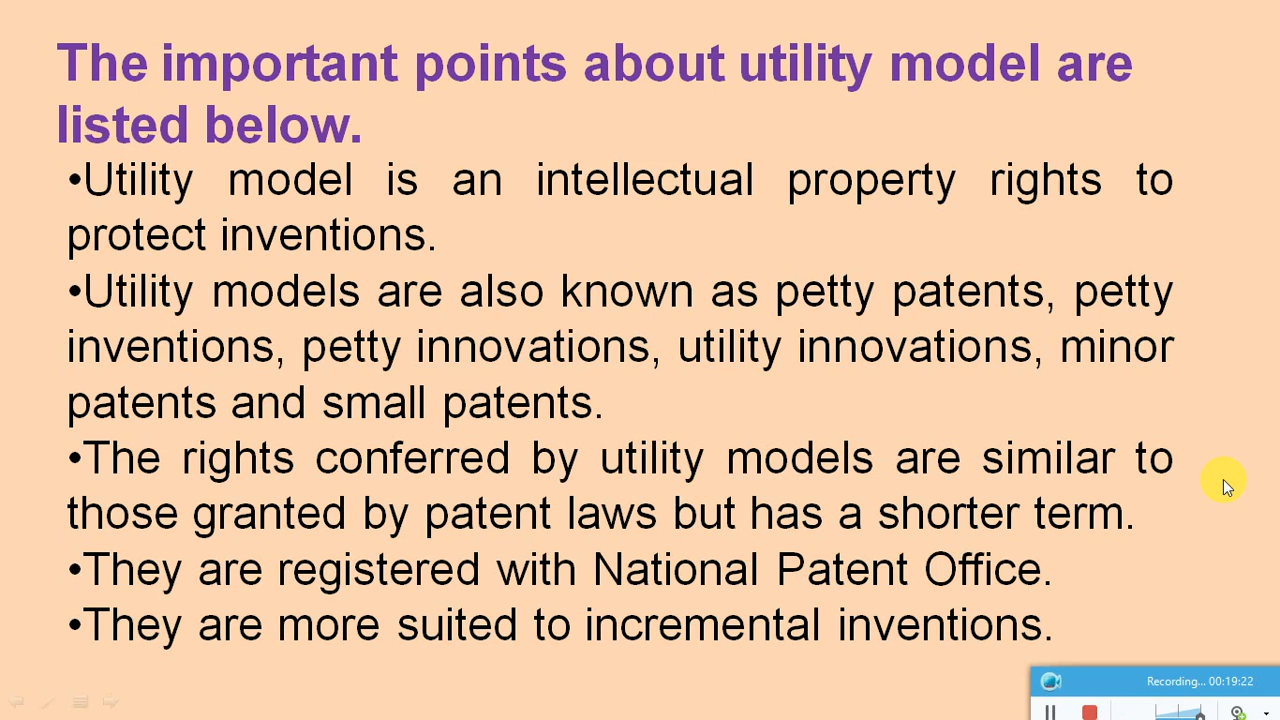 The important points about utility model are
listed below.
•Utility model is an intellectual property rights to
protect inventions.
•Utility models are also known as petty patents, petty
inventions, petty innovations, utility innovations, minor
patents and small patents.
•The rights conferred by utility models are similar to
those granted by patent laws but has a shorter term.
•They are registered with National Patent Office.
•They are more suited to incremental inventions.
Recording... 00:19:22